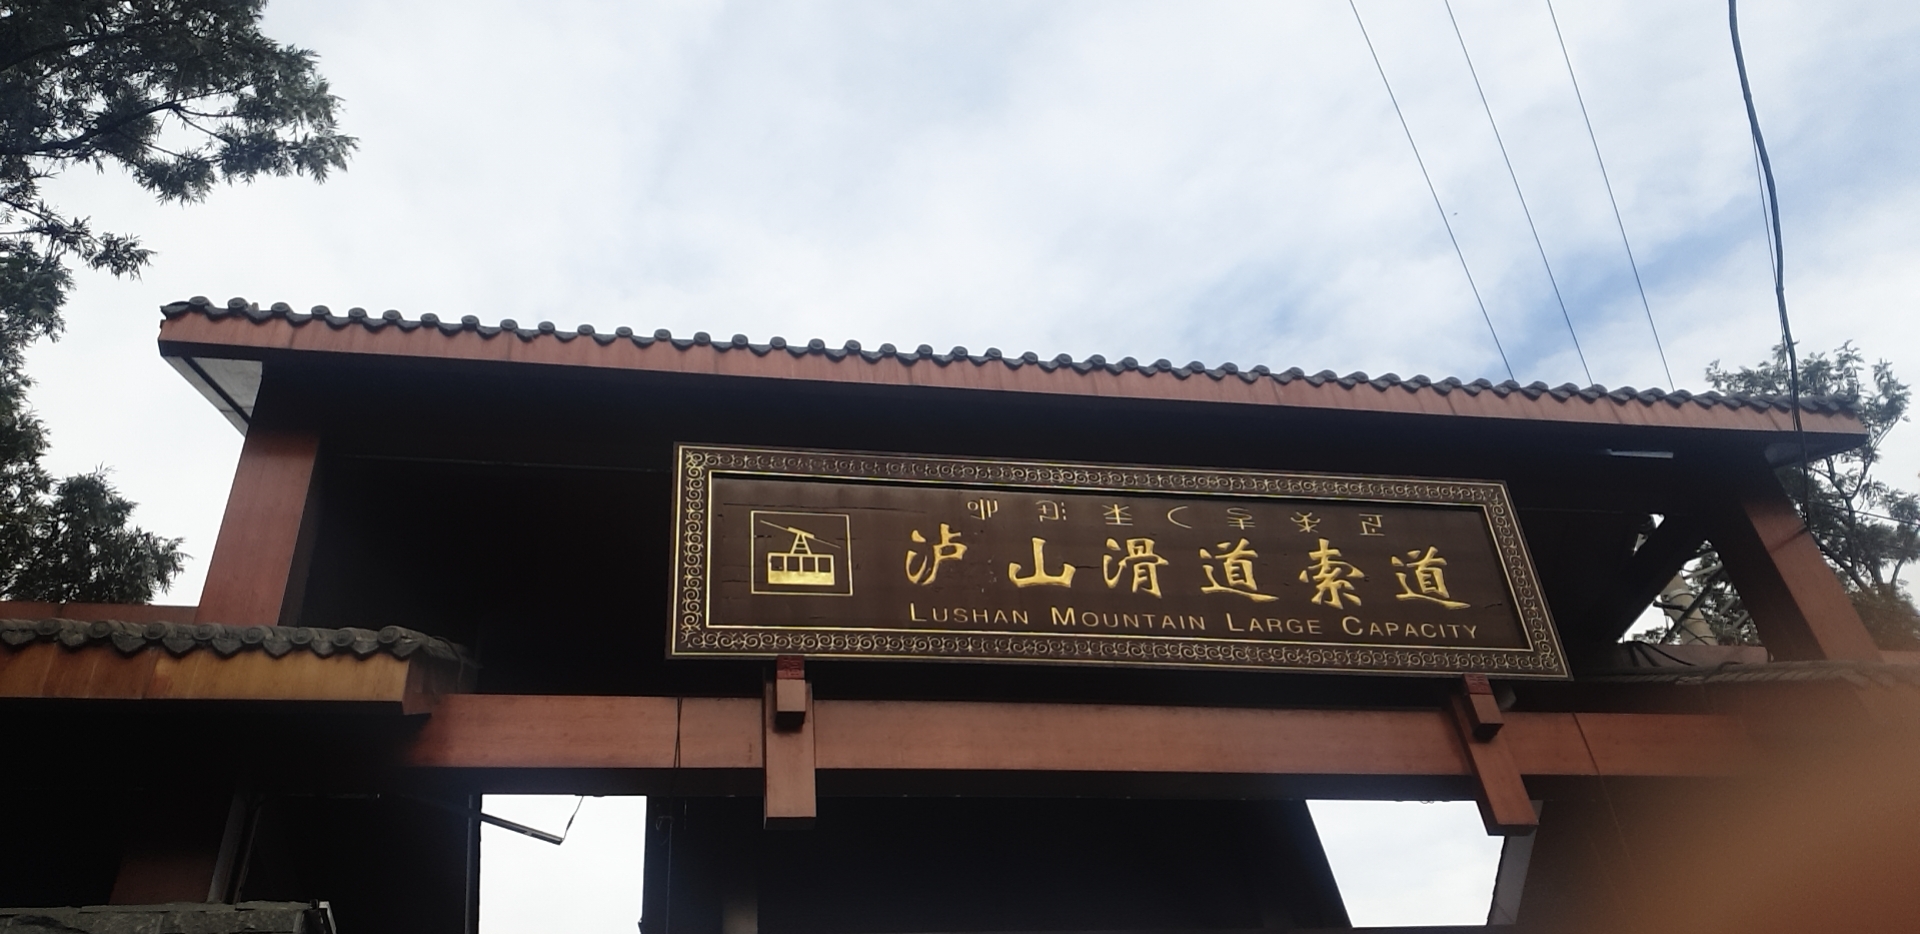 泸山滑道索道
LUSHAN MOUNTAIN LARGE CAPACITY